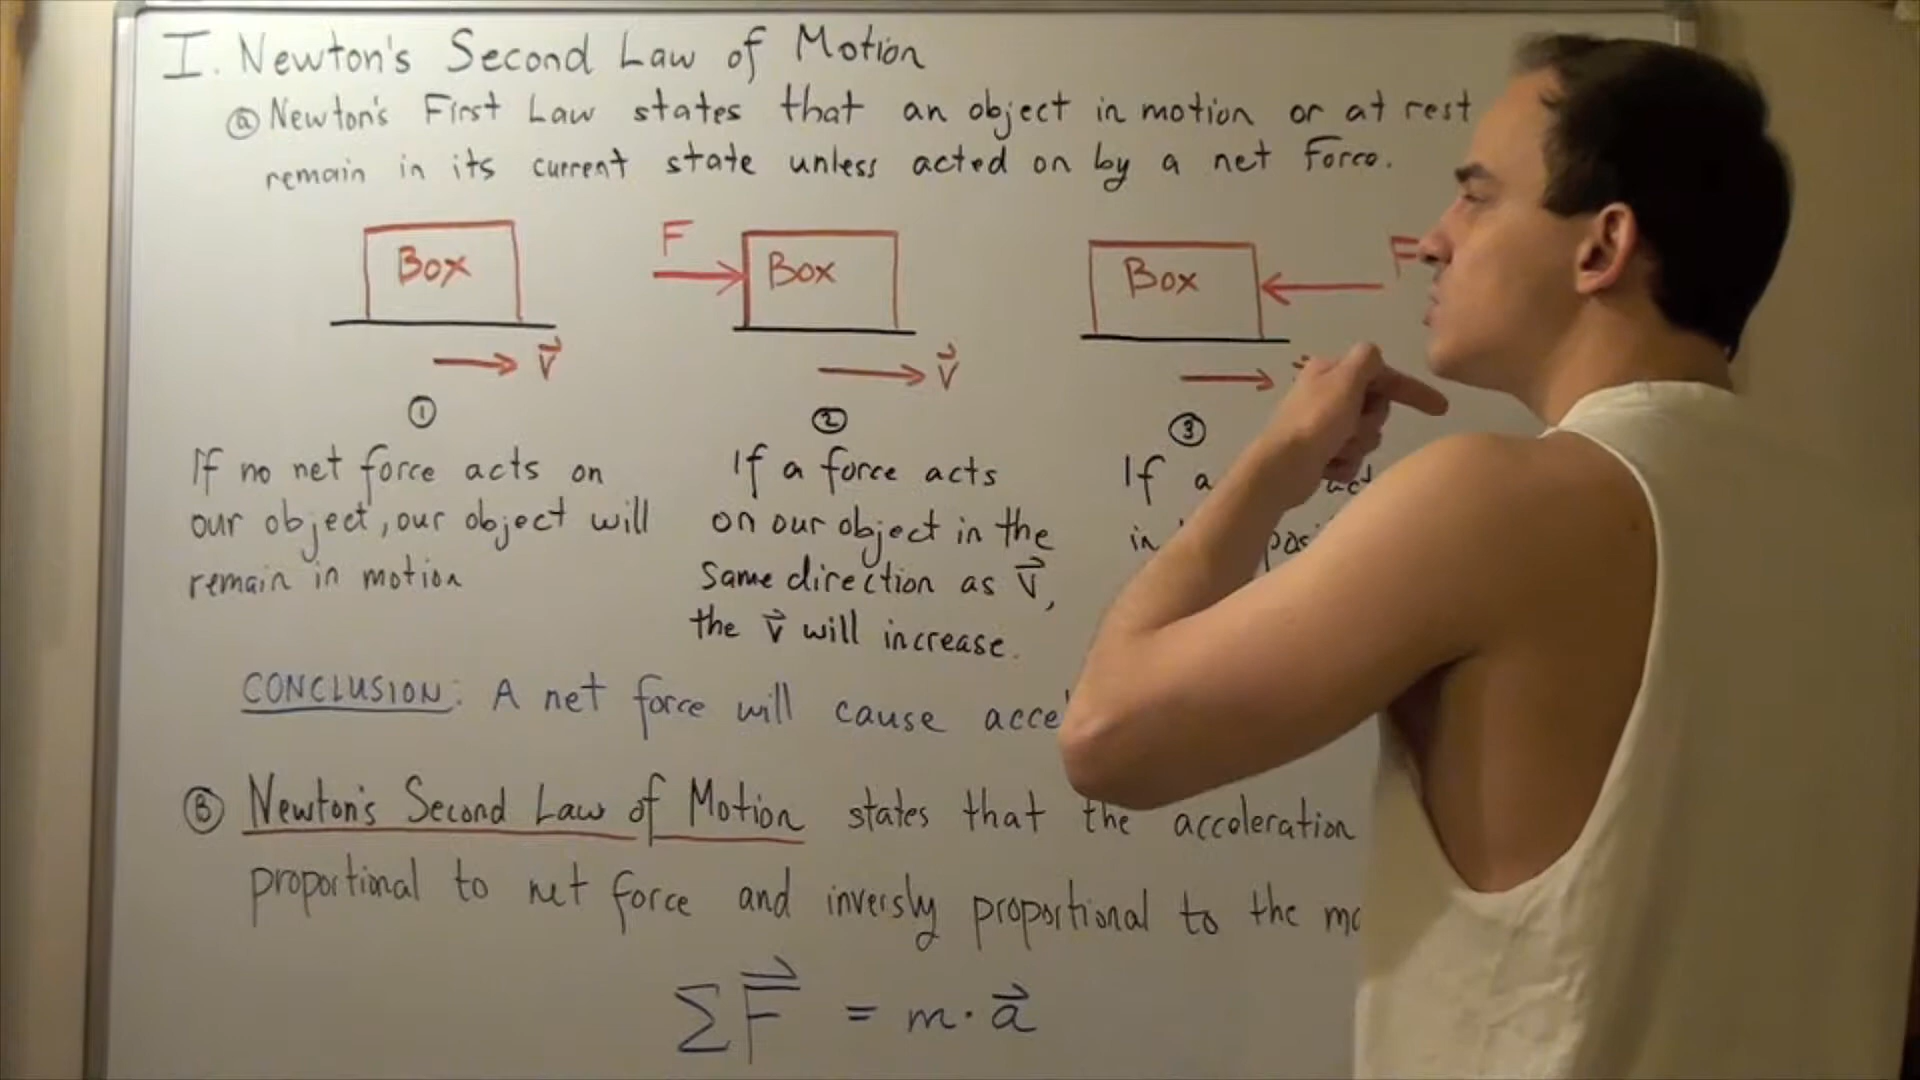 I. Newton's Second Law of Motion
ⓐ Newton's First Law states that an object in motion or at rest
remain in its current state unless acted on by a net Force.
Box
F
Box
Box
F
V
V
①
②
③
If no net force acts on
our object, our object will
remain in motion
If a force acts
on our object in the
same direction as V,
the V will increase.
If a
in
CONCLUSION: A net force will cause
Ⓑ Newton's Second Law of Motion states that the acceleration
proportional to net force and inversly proportional to the
∑F = m·a